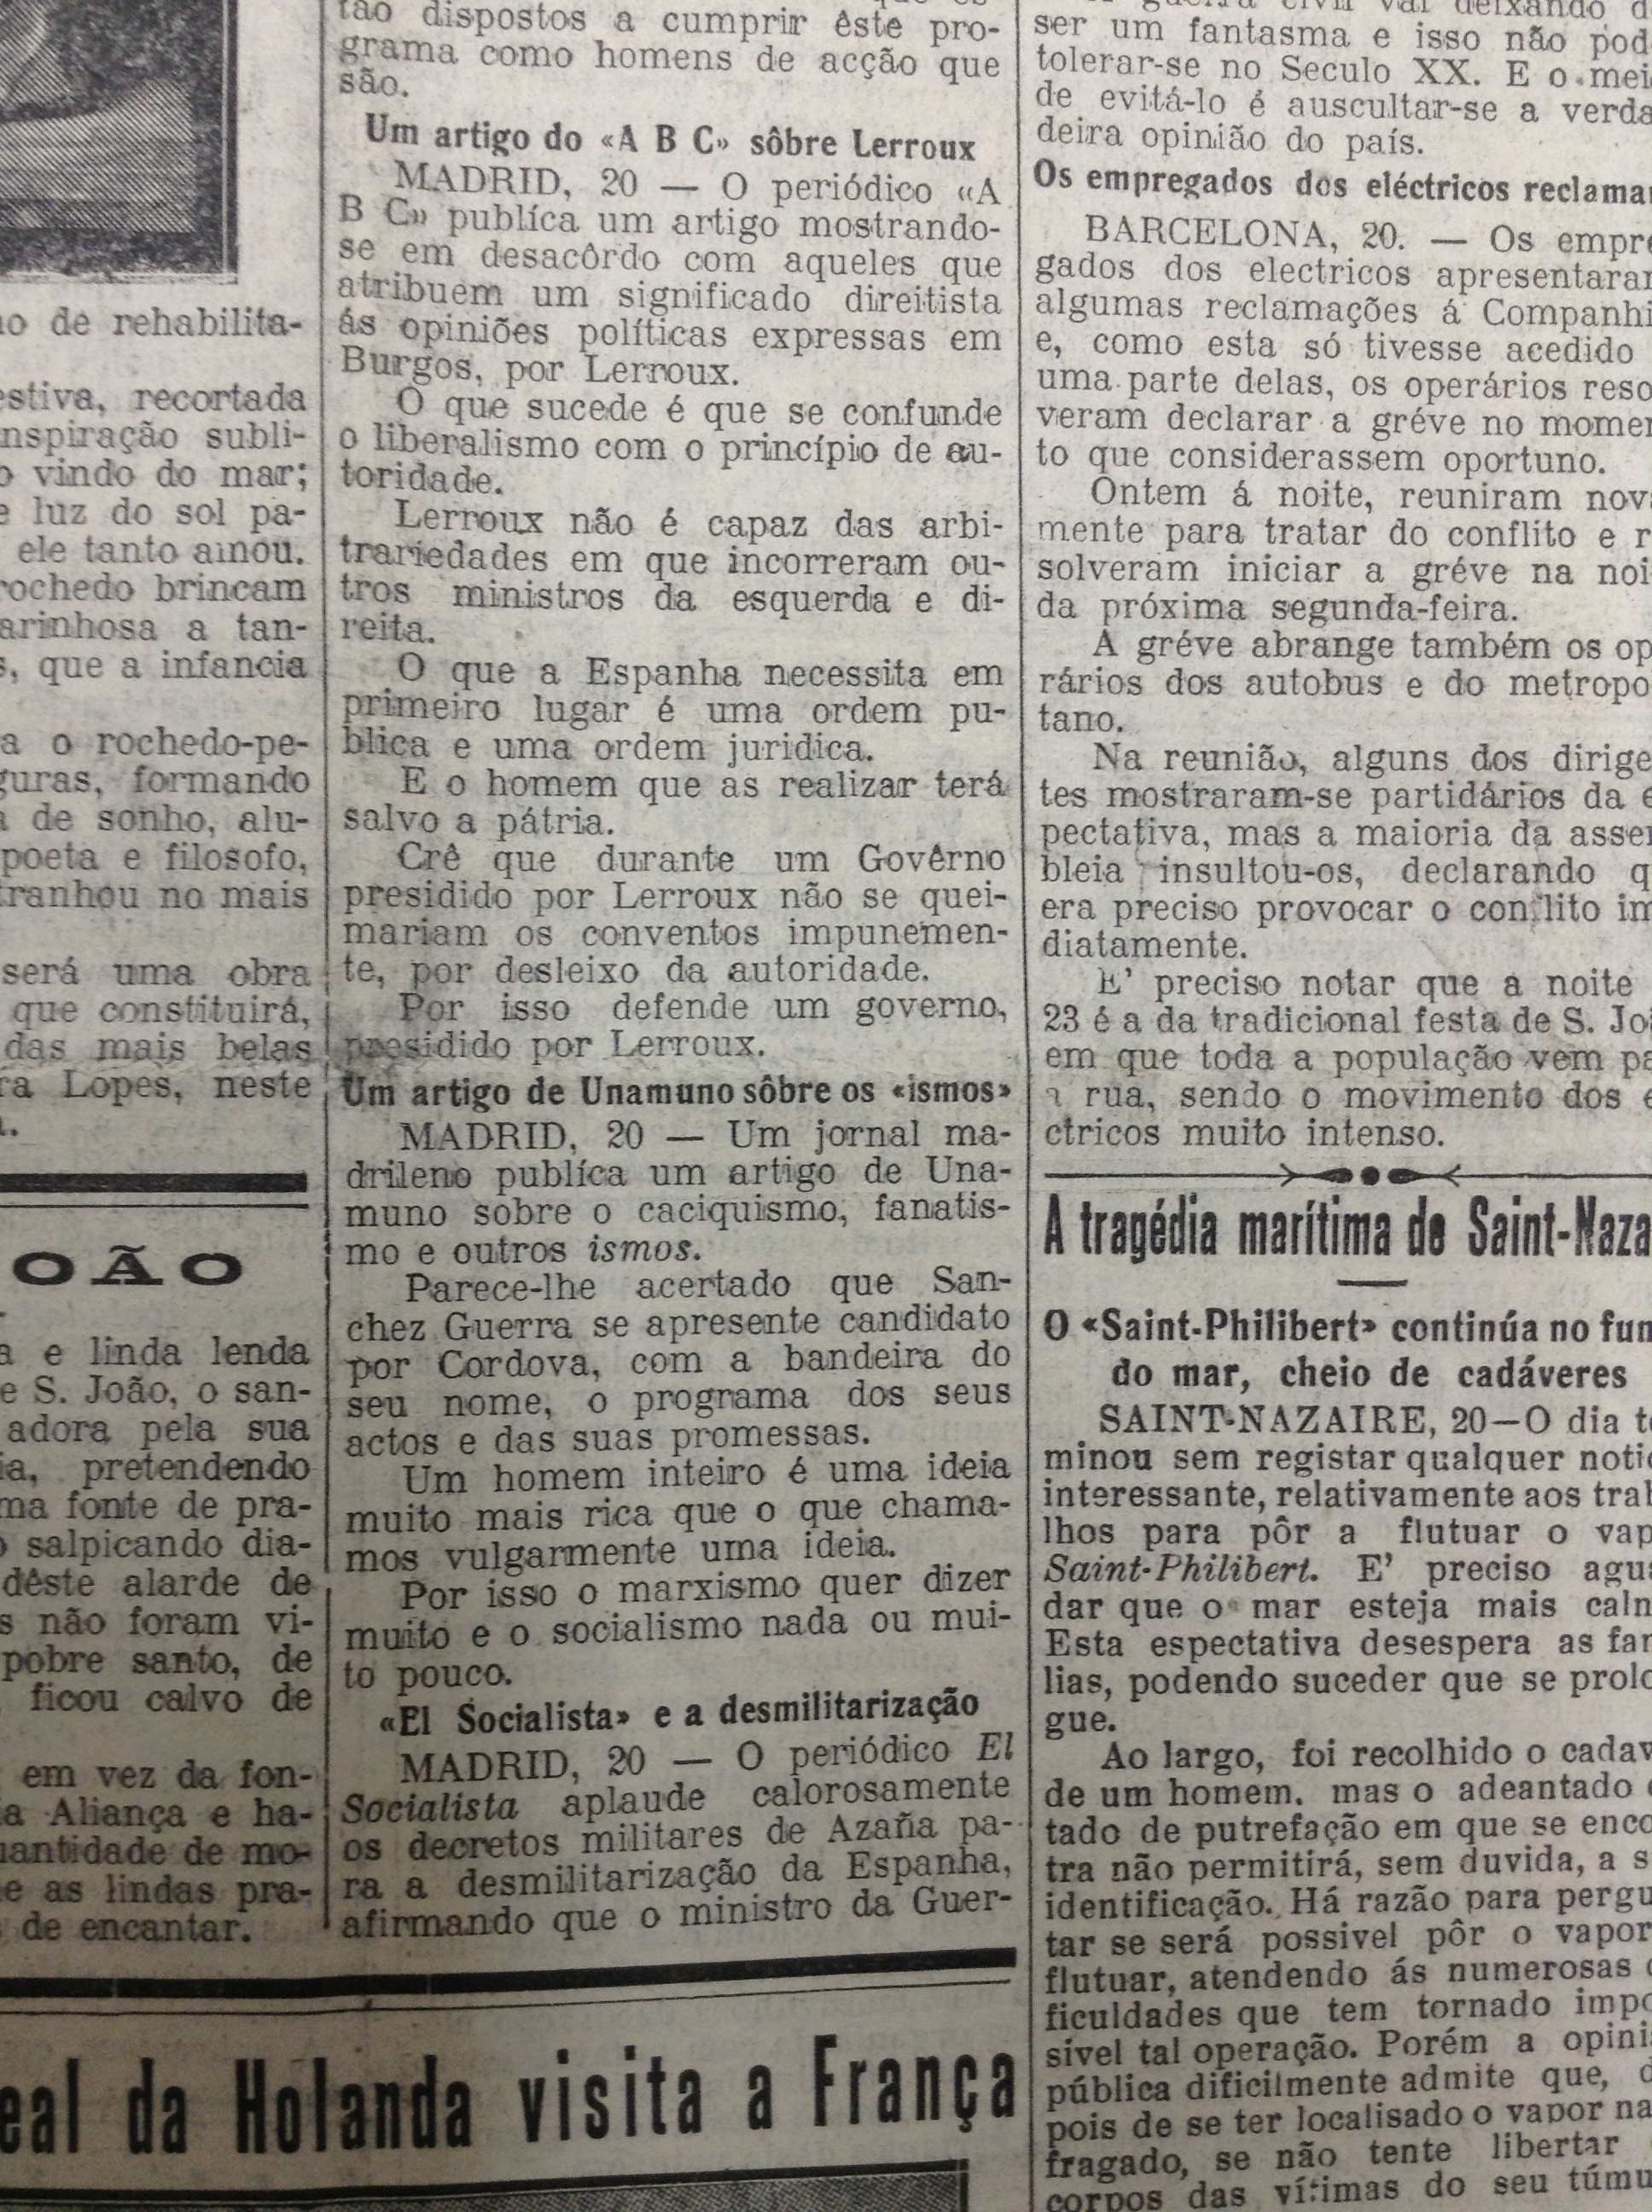 o de rehabilita-
estiva, recortada
nspiração subli-
vindo do mar;
luz do sol pa-
ele tanto amou.
rochedo brincam
arinhosa a tan-
que a infancia
a o rochedo-pe-
guras, formando
de sonho, alu-
poeta e filosofo,
tranhou no mais
será uma obra
que constituirá,
das mais belas
ra Lopes, neste
OÃO
a e linda lenda
e S. João, o san-
adora pela sua
ia, pretendendo
ma fonte de pra-
salpicando dia-
dêste alarde de
s não foram vi-
pobre santo, de
ficou calvo de
em vez da fon-
a Aliança e ha-
uantidade de mo-
e as lindas pra-
de encantar.
tão dispostos a cumprir êste pro-
grama como homens de acção que
são.
Um artigo do «A B C» sôbre Lerroux
MADRID, 20 — O periódico «A
B C» publíca um artigo mostrando-
se em desacôrdo com aqueles que
atribuem um significado direitista
ás opiniões políticas expressas em
Burgos, por Lerroux.
O que sucede é que se confunde
o liberalismo com o princípio de au-
toridade.
Lerroux não é capaz das arbi-
trariedades em que incorreram ou-
tros ministros da esquerda e di-
reita.
O que a Espanha necessita em
primeiro lugar é uma ordem pu-
blica e uma ordem juridica.
E o homem que as realizar terá
salvo a pátria.
Crê que durante um Govêrno
presidido por Lerroux não se quei-
mariam os conventos impunemen-
te, por desleixo da autoridade.
Por isso defende um governo,
presidido por Lerroux.
Um artigo de Unamuno sôbre os «ismos»
MADRID, 20 — Um jornal ma-
drileno publíca um artigo de Una-
muno sobre o caciquismo, fanatis-
mo e outros ismos.
Parece-lhe acertado que San-
chez Guerra se apresente candidato
por Cordova, com a bandeira do
seu nome, o programa dos seus
actos e das suas promessas.
Um homem inteiro é uma ideia
muito mais rica que o que chama-
mos vulgarmente uma ideia.
Por isso o marxismo quer dizer
muito e o socialismo nada ou mui-
to pouco.
«El Socialista» e a desmilitarização
MADRID, 20 — O periódico El
Socialista aplaude calorosamente
os decretos militares de Azaña pa-
ra a desmilitarização da Espanha,
afirmando que o ministro da Guer-
eal da Holanda visita a França
guerra civil vai deixando d
ser um fantasma e isso não pod
tolerar-se no Seculo XX. E o mei
de evitá-lo é auscultar-se a verda
deira opinião do país.
Os empregados dos eléctricos reclama
BARCELONA, 20. — Os empre
gados dos electricos apresentara
algumas reclamações á Companhi
e, como esta só tivesse acedido
uma parte delas, os operários reso
veram declarar a gréve no momen
to que considerassem oportuno.
Ontem á noite, reuniram nova
mente para tratar do conflito e r
solveram iniciar a gréve na noi
da próxima segunda-feira.
A gréve abrange também os op
rários dos autobus e do metropo
tano.
Na reunião, alguns dos dirige
tes mostraram-se partidários da e
pectativa, mas a maioria da assem
bleia insultou-os, declarando q
era preciso provocar o conflito im
diatamente.
E' preciso notar que a noite
23 é a da tradicional festa de S. Joã
em que toda a população vem pa
a rua, sendo o movimento dos e
ctricos muito intenso.
A tragédia marítima de Saint-Naza
O «Saint-Philibert» continúa no fun
do mar, cheio de cadáveres
SAINT-NAZAIRE, 20—O dia te
minou sem registar qualquer notic
interessante, relativamente aos trab
lhos para pôr a flutuar o vap
Saint-Philibert. E' preciso agua
dar que o mar esteja mais calm
Esta espectativa desespera as fam
lias, podendo suceder que se prolo
gue.
Ao largo, foi recolhido o cadav
de um homem. mas o adeantado e
tado de putrefação em que se enco
tra não permitirá, sem duvida, a s
identificação. Há razão para pergu
tar se será possivel pôr o vapor
flutuar, atendendo ás numerosas d
ficuldades que tem tornado impo
sivel tal operação. Porém a opini
pública dificilmente admite que, d
pois de se ter localisado o vapor na
fragado, se não tente libertar
corpos das vítimas do seu túmu